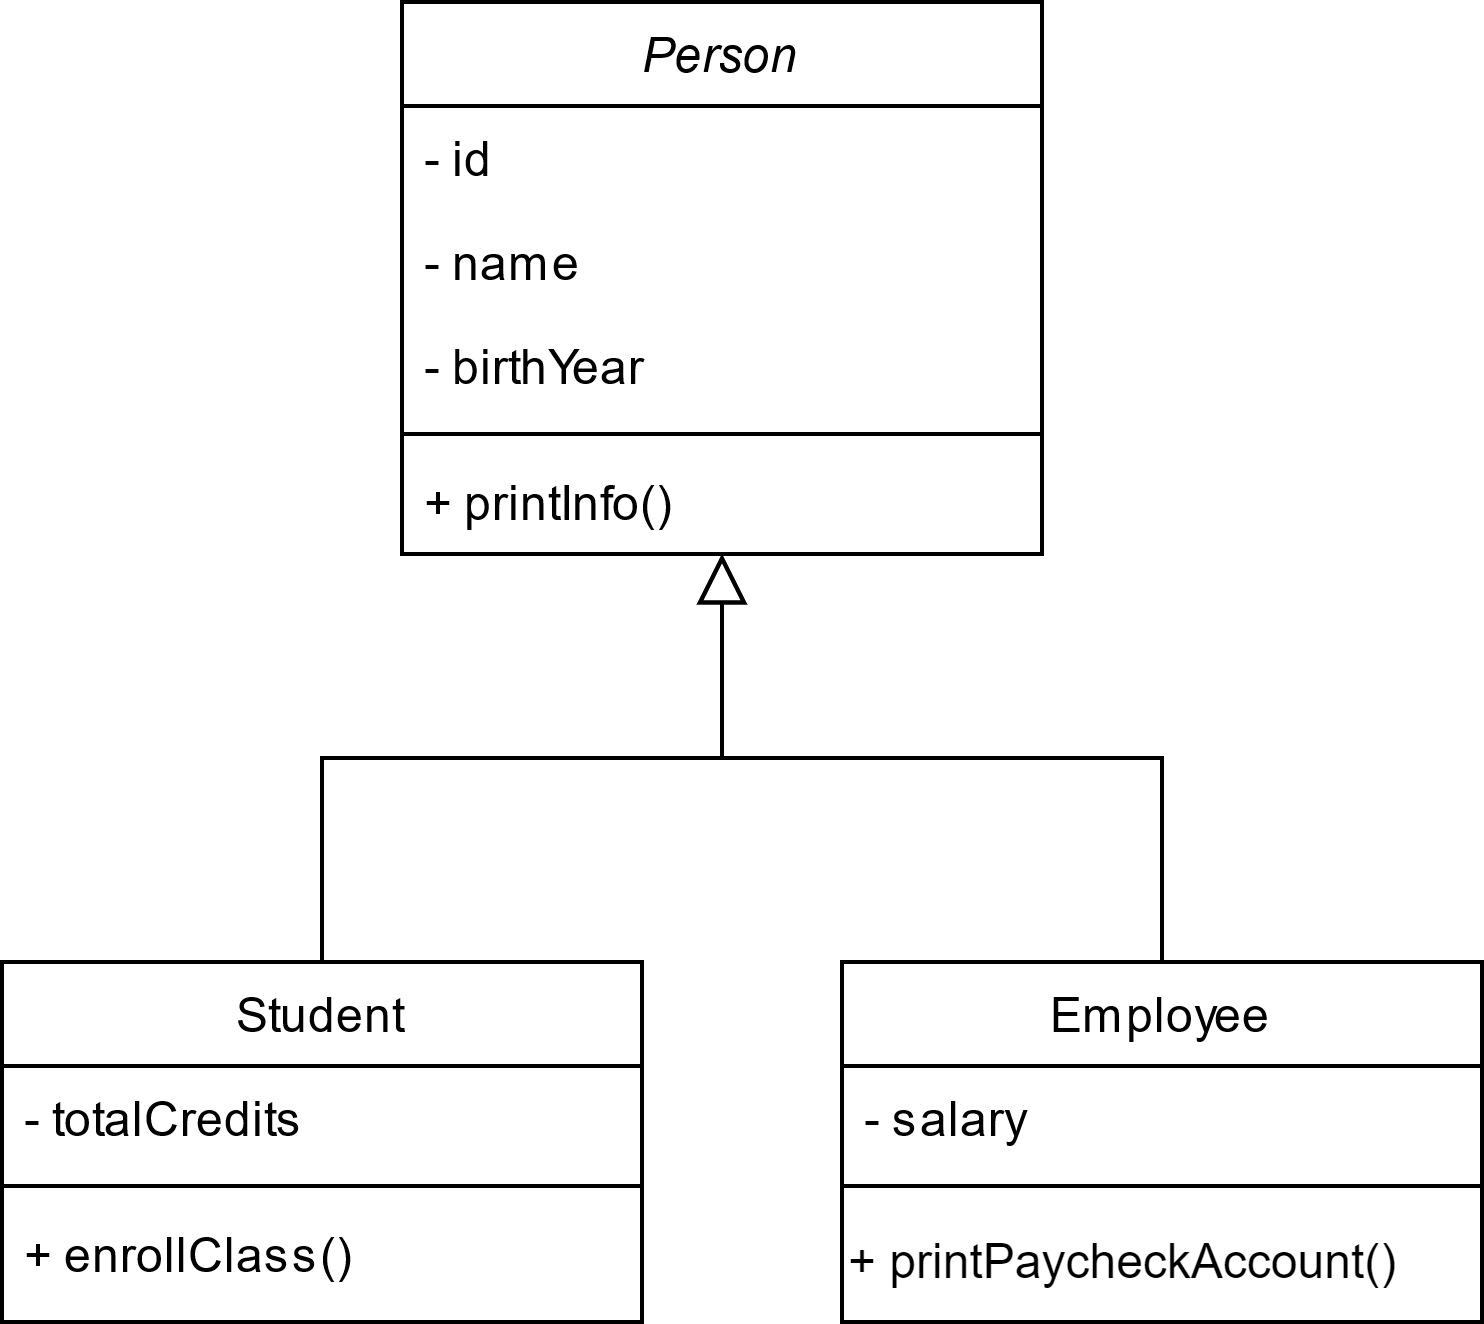 Person
- id
- name
- birthYear
+ printInfo()
Student
- totalCredits
+ enrollClass()
Employee
- salary
+ printPaycheckAccount()